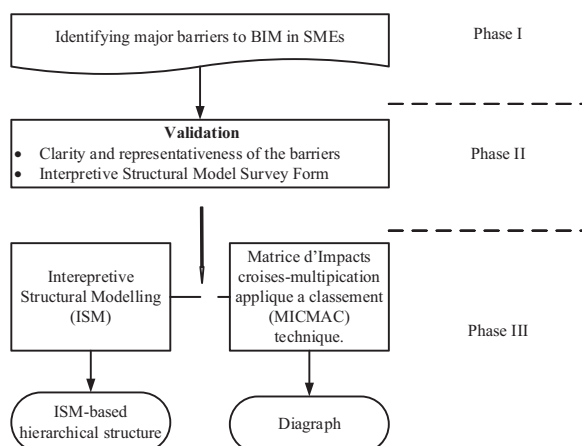 Identifying major barriers to BIM in SMEs
Phase I
Validation
• Clarity and representativeness of the barriers
• Interpretive Structural Model Survey Form
Phase II
Interepretive
Structural Modelling
(ISM)
Matrice d'Impacts
croises-multipication
applique a classement
(MICMAC)
technique.
Phase III
ISM-based
hierarchical structure
Diagraph